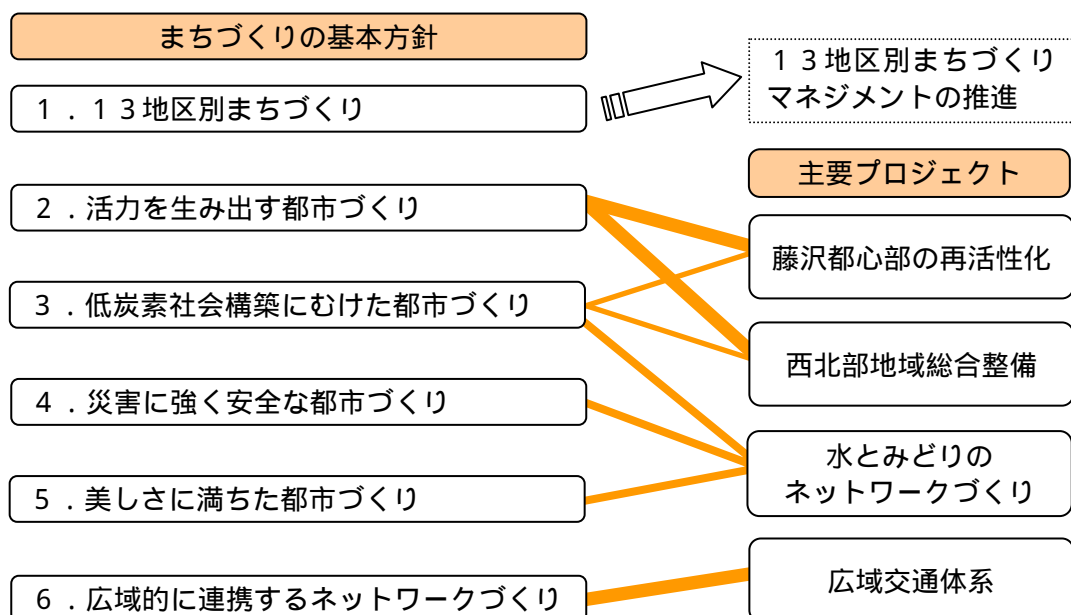 まちづくりの基本方針
1．13地区別まちづくり
2．活力を生み出す都市づくり
3．低炭素社会構築にむけた都市づくり
4．災害に強く安全な都市づくり
5．美しさに満ちた都市づくり
6．広域的に連携するネットワークづくり
13地区別まちづくり
マネジメントの推進
主要プロジェクト
藤沢都心部の再活性化
西北部地域総合整備
水とみどりの
ネットワークづくり
広域交通体系